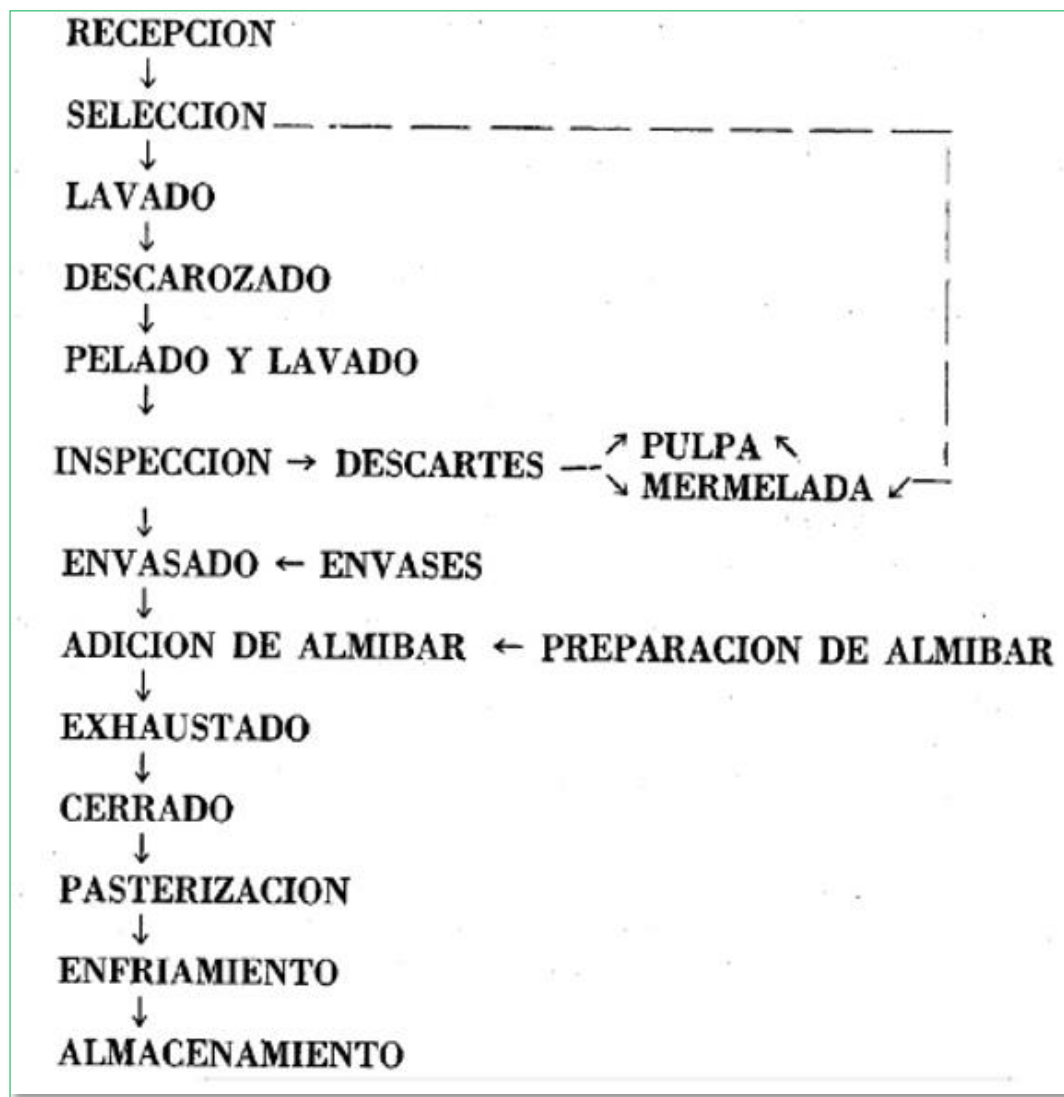 RECEPCION
↓
SELECCION
↓
LAVADO
↓
DESCAROZADO
↓
PELADO Y LAVADO
↓
INSPECCION → DESCARTES — ↗ PULPA ↖
↘ MERMELADA ↙
↓
ENVASADO ← ENVASES
↓
ADICION DE ALMIBAR ← PREPARACION DE ALMIBAR
↓
EXHAUSTADO
↓
CERRADO
↓
PASTERIZACION
↓
ENFRIAMIENTO
↓
ALMACENAMIENTO